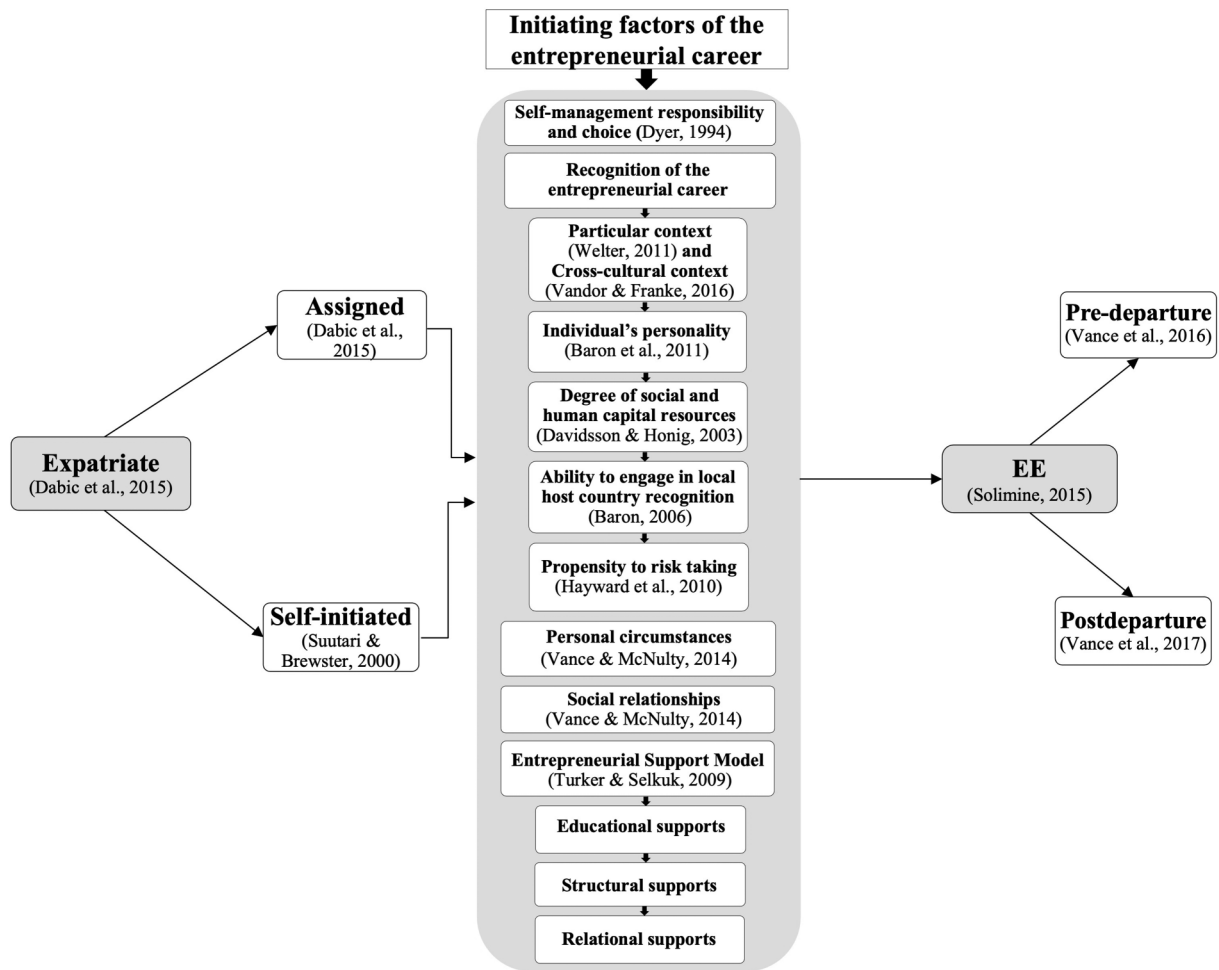 Initiating factors of the
entrepreneurial career
Self-management responsibility
and choice (Dyer, 1994)
Recognition of the
entrepreneurial career
Particular context
(Welter, 2011) and
Cross-cultural context
(Vandor & Franke, 2016)
Individual's personality
(Baron et al., 2011)
Degree of social and
human capital resources
(Davidsson & Honig, 2003)
Ability to engage in local
host country recognition
(Baron, 2006)
Propensity to risk taking
(Hayward et al., 2010)
Personal circumstances
(Vance & McNulty, 2014)
Social relationships
(Vance & McNulty, 2014)
Entrepreneurial Support Model
(Turker & Selkuk, 2009)
Educational supports
Structural supports
Relational supports
Expatriate
(Dabic et al., 2015)
Assigned
(Dabic et al.,
2015)
Self-initiated
(Suutari &
Brewster, 2000)
EE
(Solimine, 2015)
Pre-departure
(Vance et al., 2016)
Postdeparture
(Vance et al., 2017)